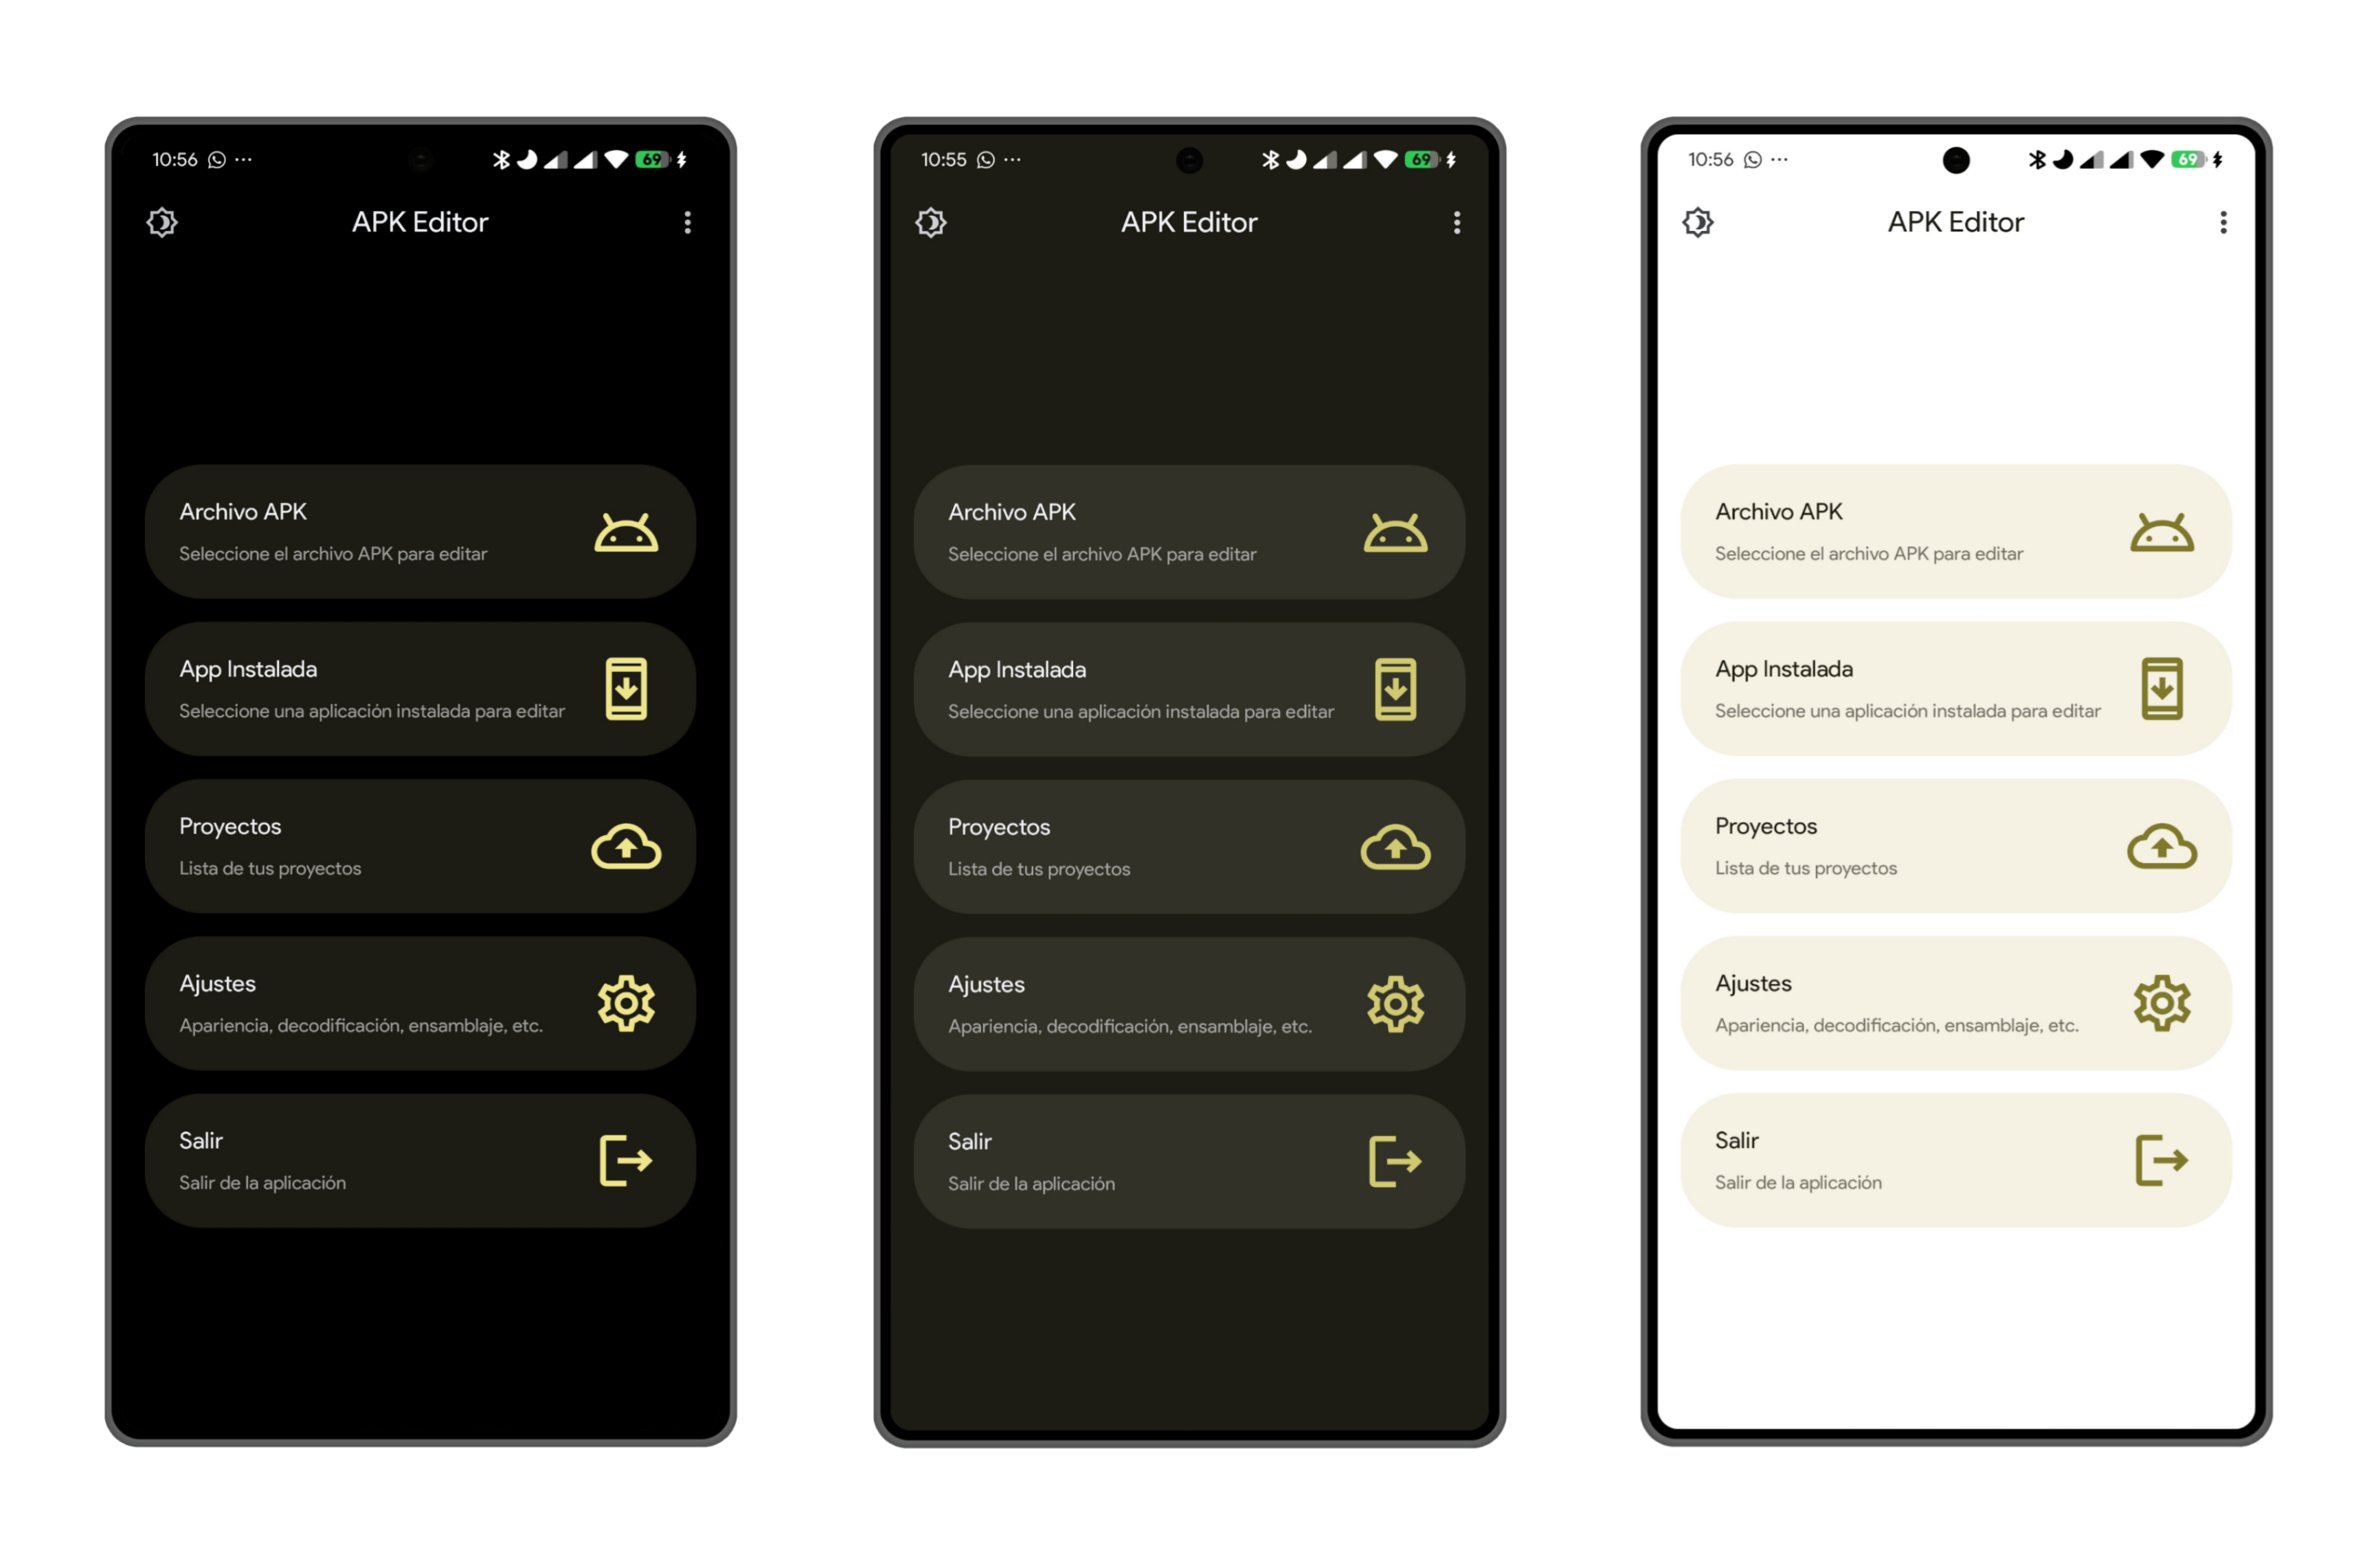 10:56 ...
69
APK Editor
Archivo APK
Seleccione el archivo APK para editar
App Instalada
Seleccione una aplicación instalada para editar
Proyectos
Lista de tus proyectos
Ajustes
Apariencia, decodificación, ensamblaje, etc.
Salir
Salir de la aplicación
10:55 ...
69
APK Editor
Archivo APK
Seleccione el archivo APK para editar
App Instalada
Seleccione una aplicación instalada para editar
Proyectos
Lista de tus proyectos
Ajustes
Apariencia, decodificación, ensamblaje, etc.
Salir
Salir de la aplicación
10:56 ...
69
APK Editor
Archivo APK
Seleccione el archivo APK para editar
App Instalada
Seleccione una aplicación instalada para editar
Proyectos
Lista de tus proyectos
Ajustes
Apariencia, decodificación, ensamblaje, etc.
Salir
Salir de la aplicación